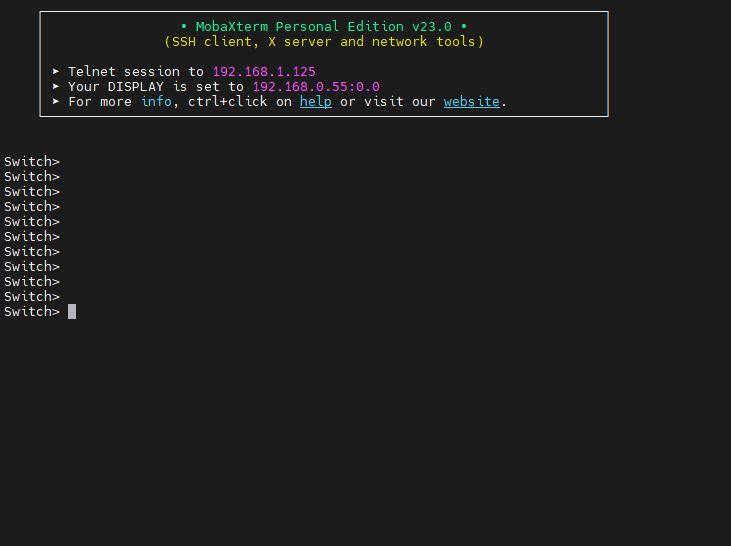 • MobaXterm Personal Edition v23.0 •
(SSH client, X server and network tools)
➤ Telnet session to 192.168.1.125
➤ Your DISPLAY is set to 192.168.0.55:0.0
➤ For more info, ctrl+click on help or visit our website.
Switch>
Switch>
Switch>
Switch>
Switch>
Switch>
Switch>
Switch>
Switch>
Switch>
Switch>